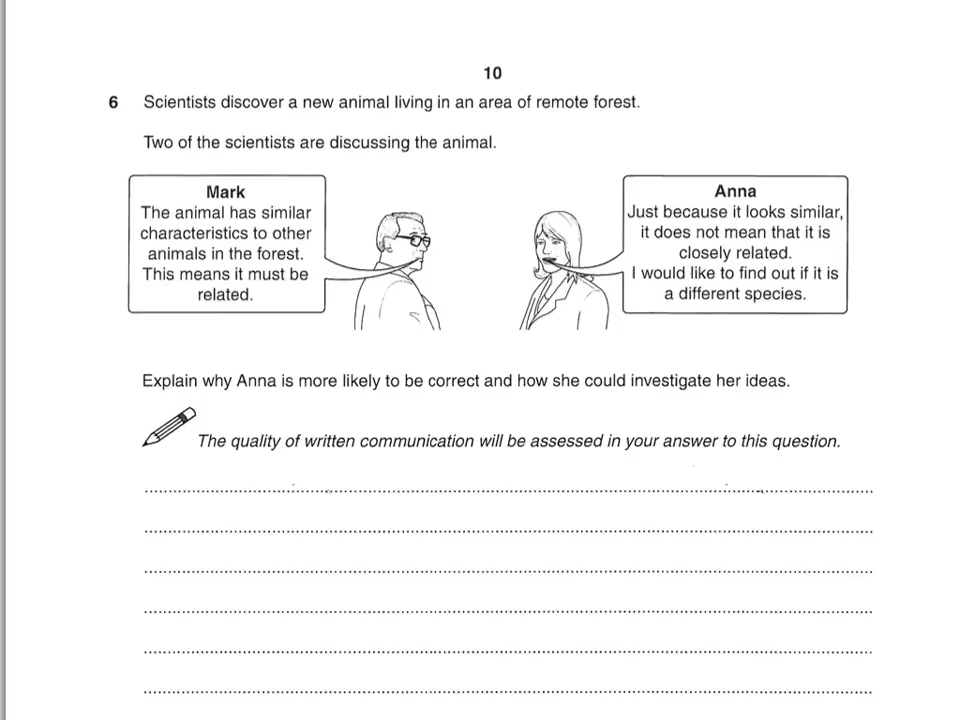 10
6 Scientists discover a new animal living in an area of remote forest.
Two of the scientists are discussing the animal.
Mark
The animal has similar
characteristics to other
animals in the forest.
This means it must be
related.
Anna
Just because it looks similar,
it does not mean that it is
closely related.
I would like to find out if it is
a different species.
Explain why Anna is more likely to be correct and how she could investigate her ideas.
The quality of written communication will be assessed in your answer to this question.